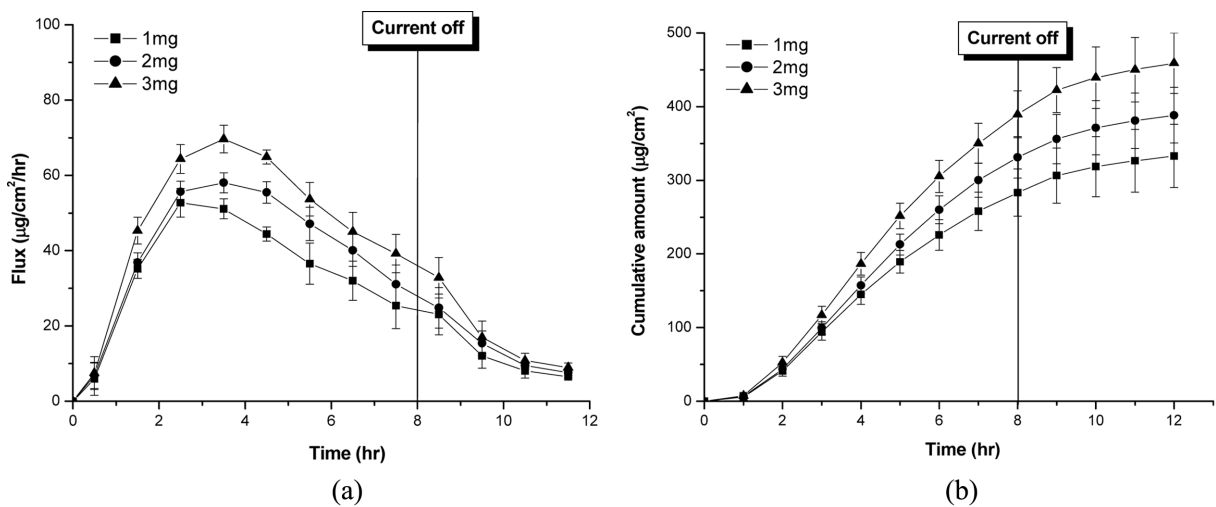 Current off
1mg
2mg
3mg
100
80
60
40
20
0
Flux (μg/cm²/hr)
0 2 4 6 8 10 12
Time (hr)
(a)
Current off
1mg
2mg
3mg
500
400
300
200
100
0
Cumulative amount (μg/cm²)
0 2 4 6 8 10 12
Time (hr)
(b)